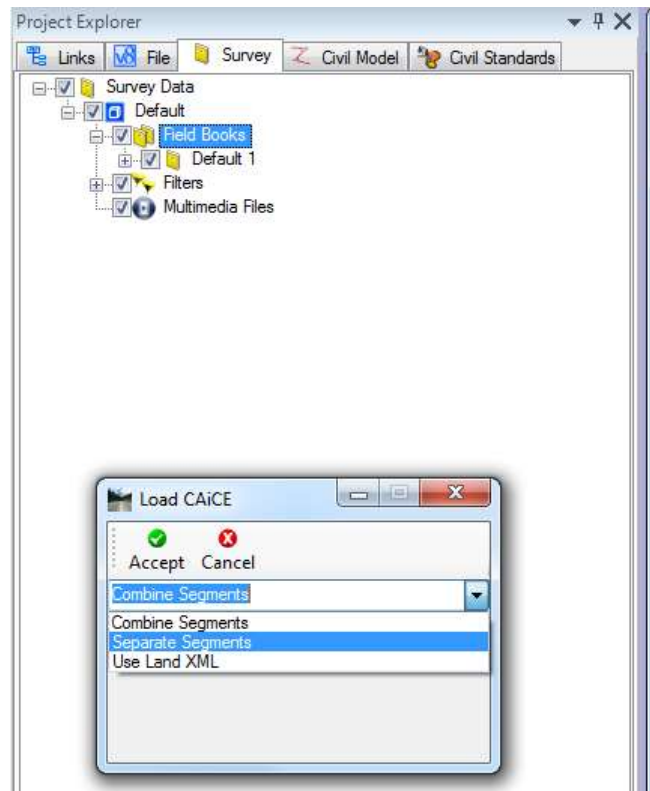 Project Explorer
Links File Survey Civil Model Civil Standards
Survey Data
Default
Field Books
Default 1
Filters
Multimedia Files
Load CAiCE
Accept Cancel
Combine Segments
Combine Segments
Separate Segments
Use Land XML